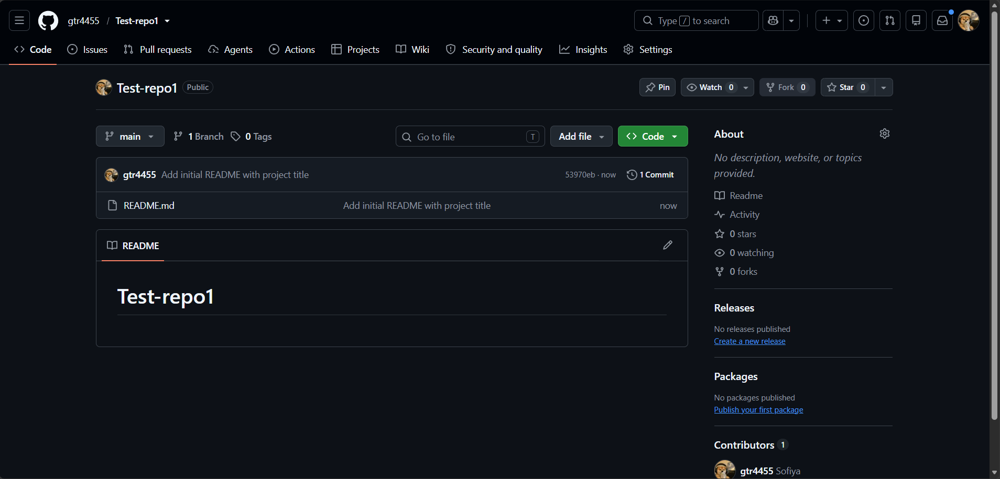 gtr4455 / Test-repo1
Type / to search
Code Issues Pull requests Agents Actions Projects Wiki Security and quality Insights Settings
Test-repo1 Public
Pin Watch 0 Fork 0 Star 0
main 1 Branch 0 Tags
Go to file T Add file Code
gtr4455 Add initial README with project title 53970eb · now 1 Commit
README.md Add initial README with project title now
README
Test-repo1
About
No description, website, or topics
provided.
Readme
Activity
0 stars
0 watching
0 forks
Releases
No releases published
Create a new release
Packages
No packages published
Publish your first package
Contributors 1
gtr4455 Sofiya